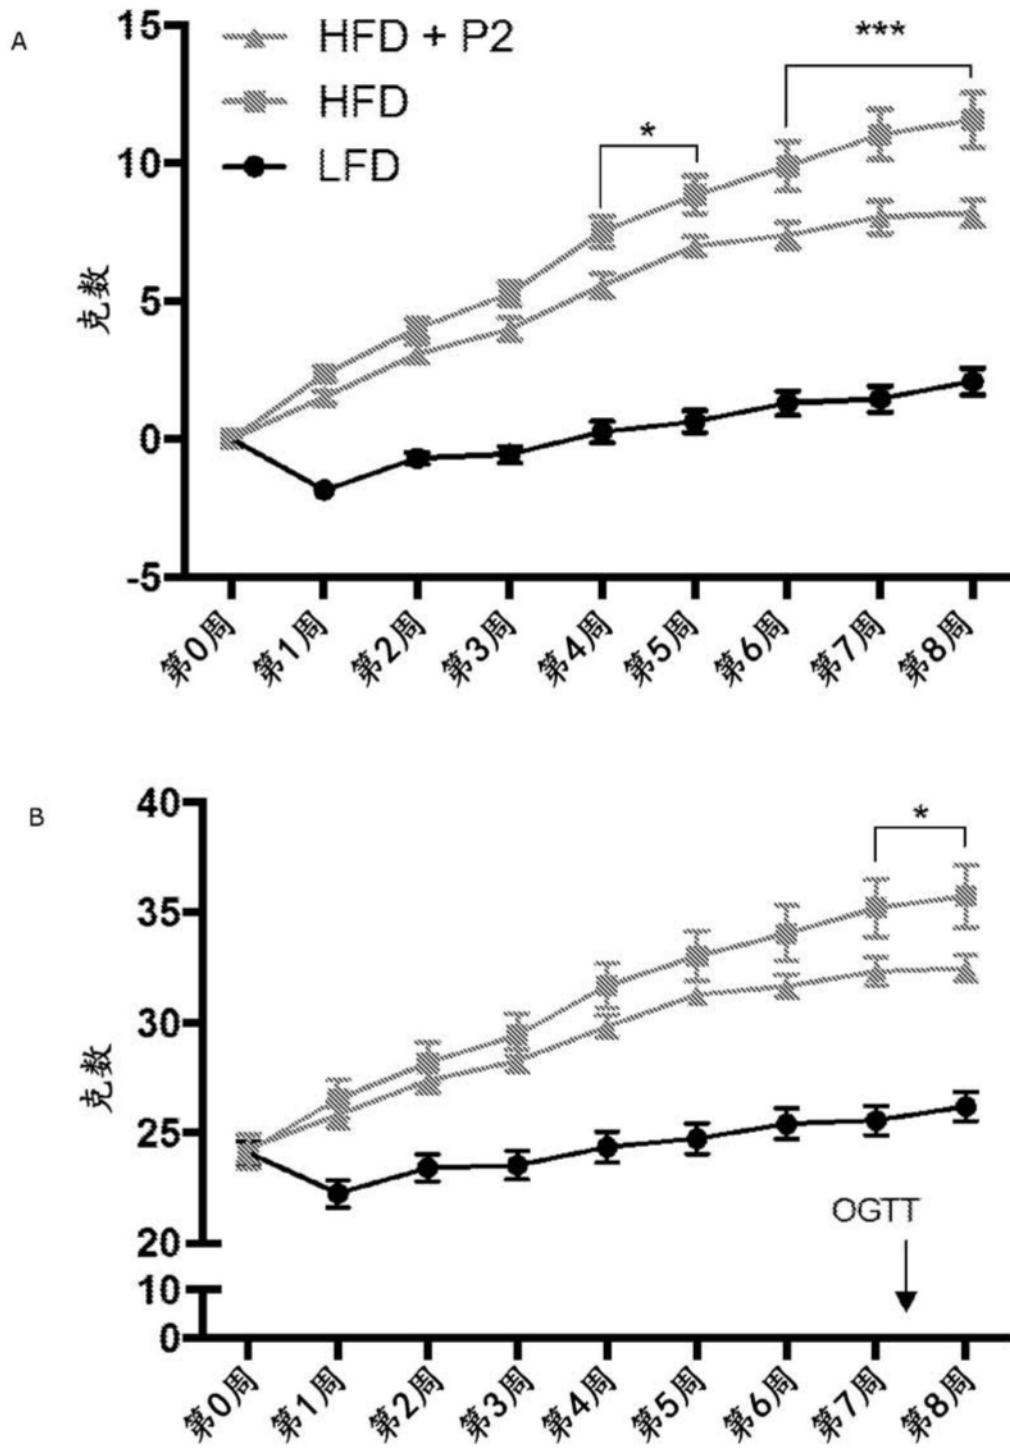 A
15
HFD + P2
***
HFD
10
*
LFD
克数
5
0
-5
第0周
第1周
第2周
第3周
第4周
第5周
第6周
第7周
第8周
B
40
*
35
30
克数
25
20
OGTT
10
0
第0周
第1周
第2周
第3周
第4周
第5周
第6周
第7周
第8周